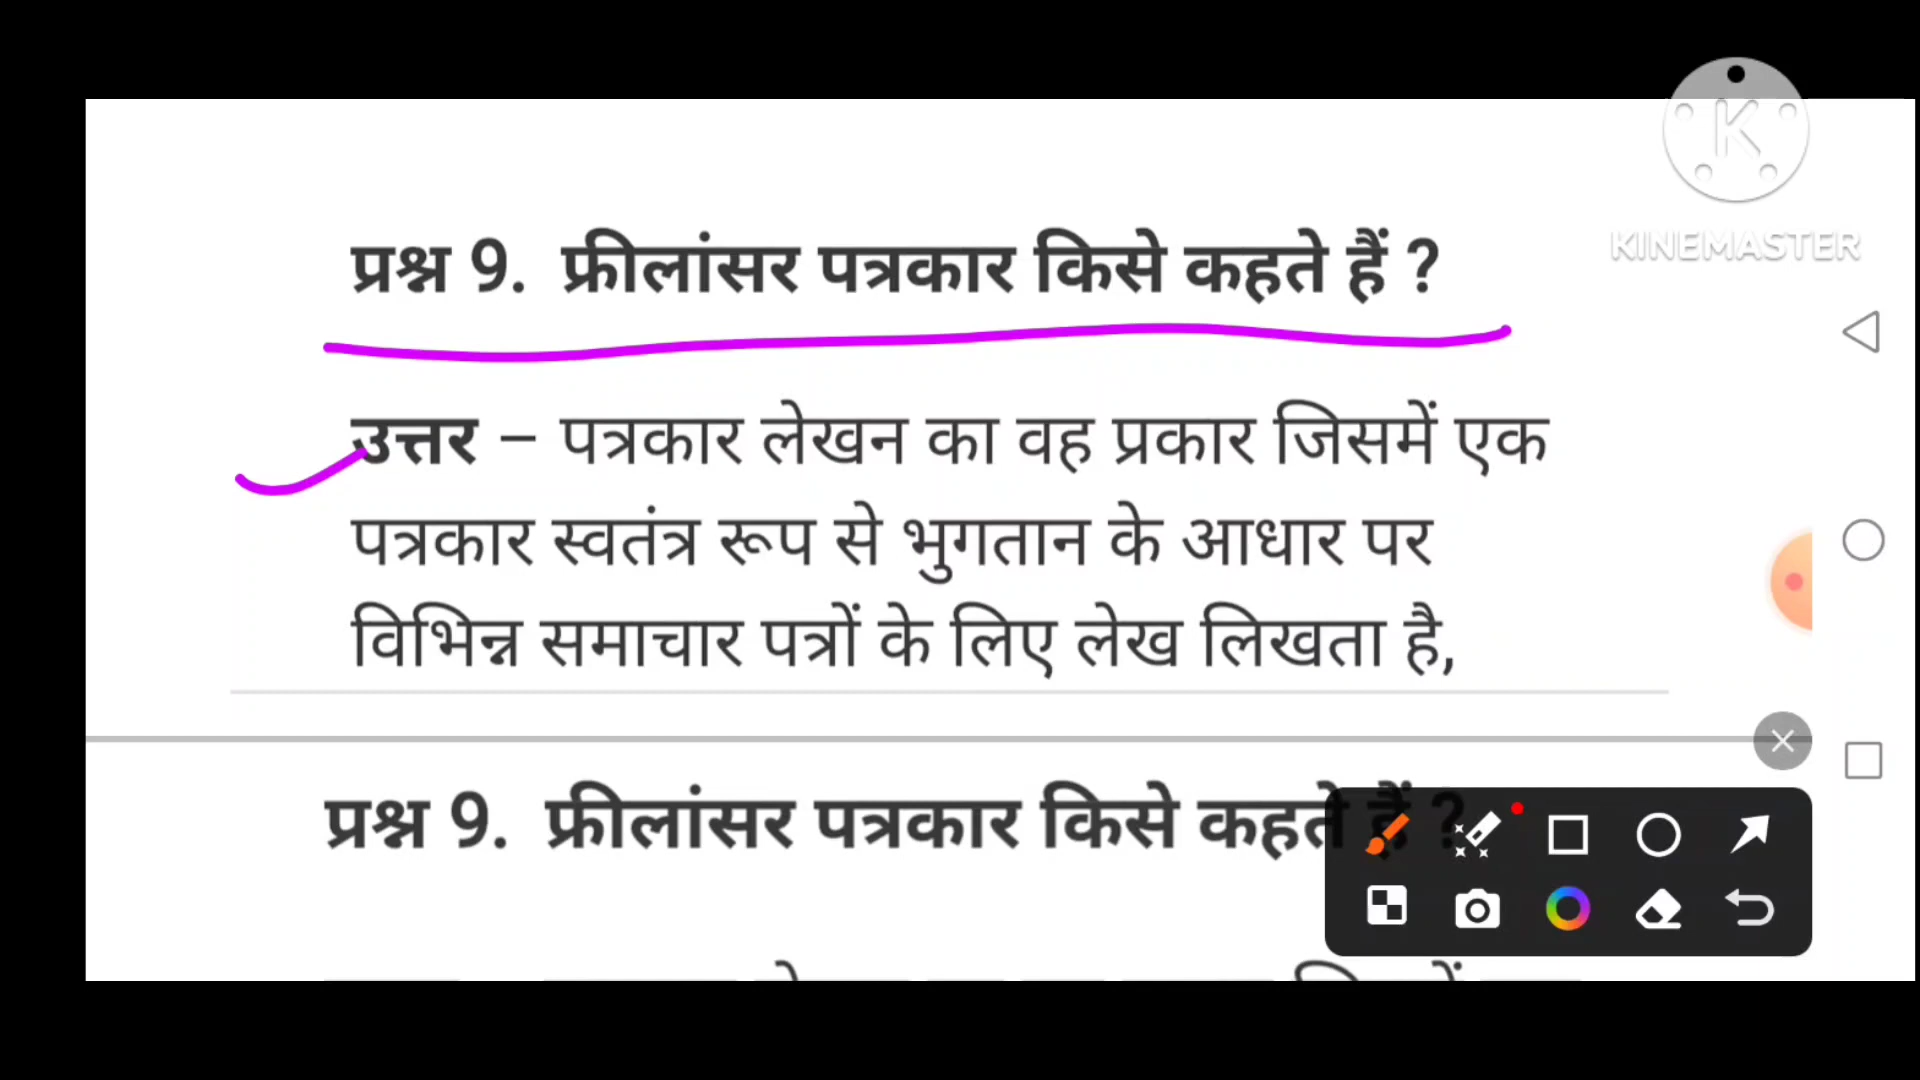 KINEMASTER
प्रश्न 9. फ्रीलांसर पत्रकार किसे कहते हैं ?
उत्तर – पत्रकार लेखन का वह प्रकार जिसमें एक
पत्रकार स्वतंत्र रूप से भुगतान के आधार पर
विभिन्न समाचार पत्रों के लिए लेख लिखता है,
प्रश्न 9. फ्रीलांसर पत्रकार किसे कहते हैं ?